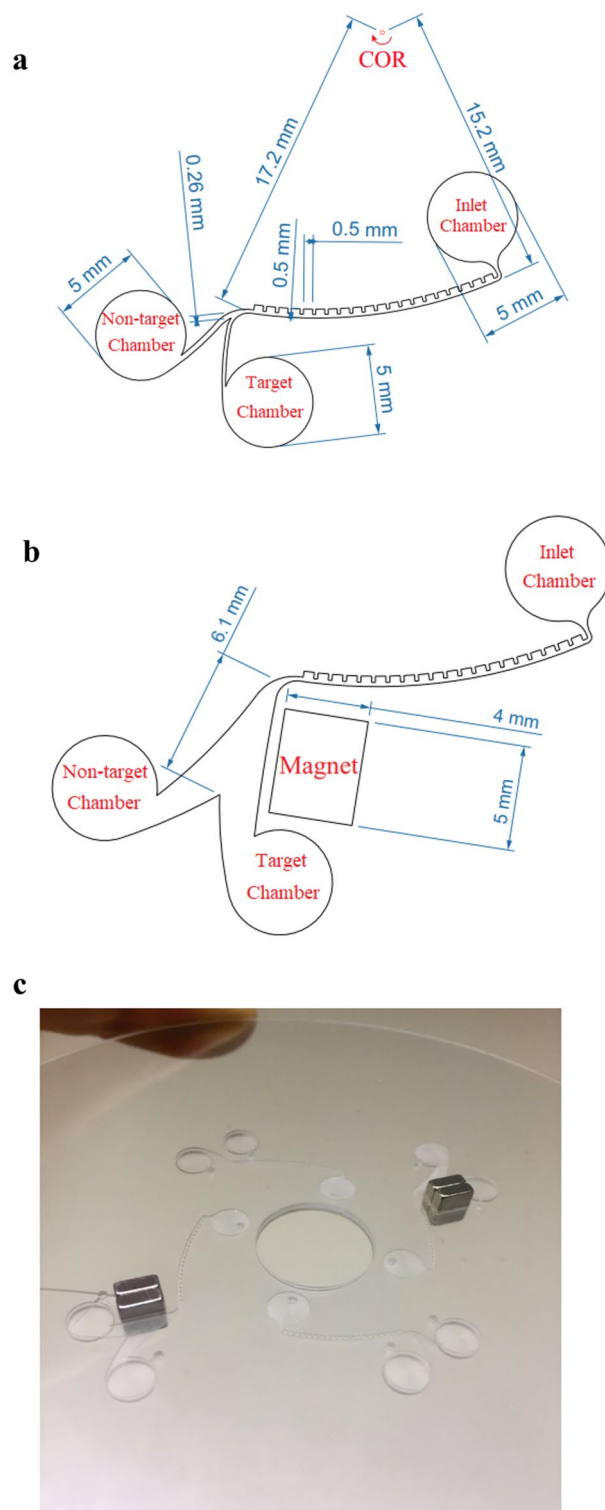 a
COR
17.2 mm
15.2 mm
0.26 mm
0.5 mm
0.5 mm
5 mm
Inlet
Chamber
5 mm
Non-target
Chamber
Target
Chamber
5 mm
b
Inlet
Chamber
6.1 mm
4 mm
Magnet
5 mm
Non-target
Chamber
Target
Chamber
c